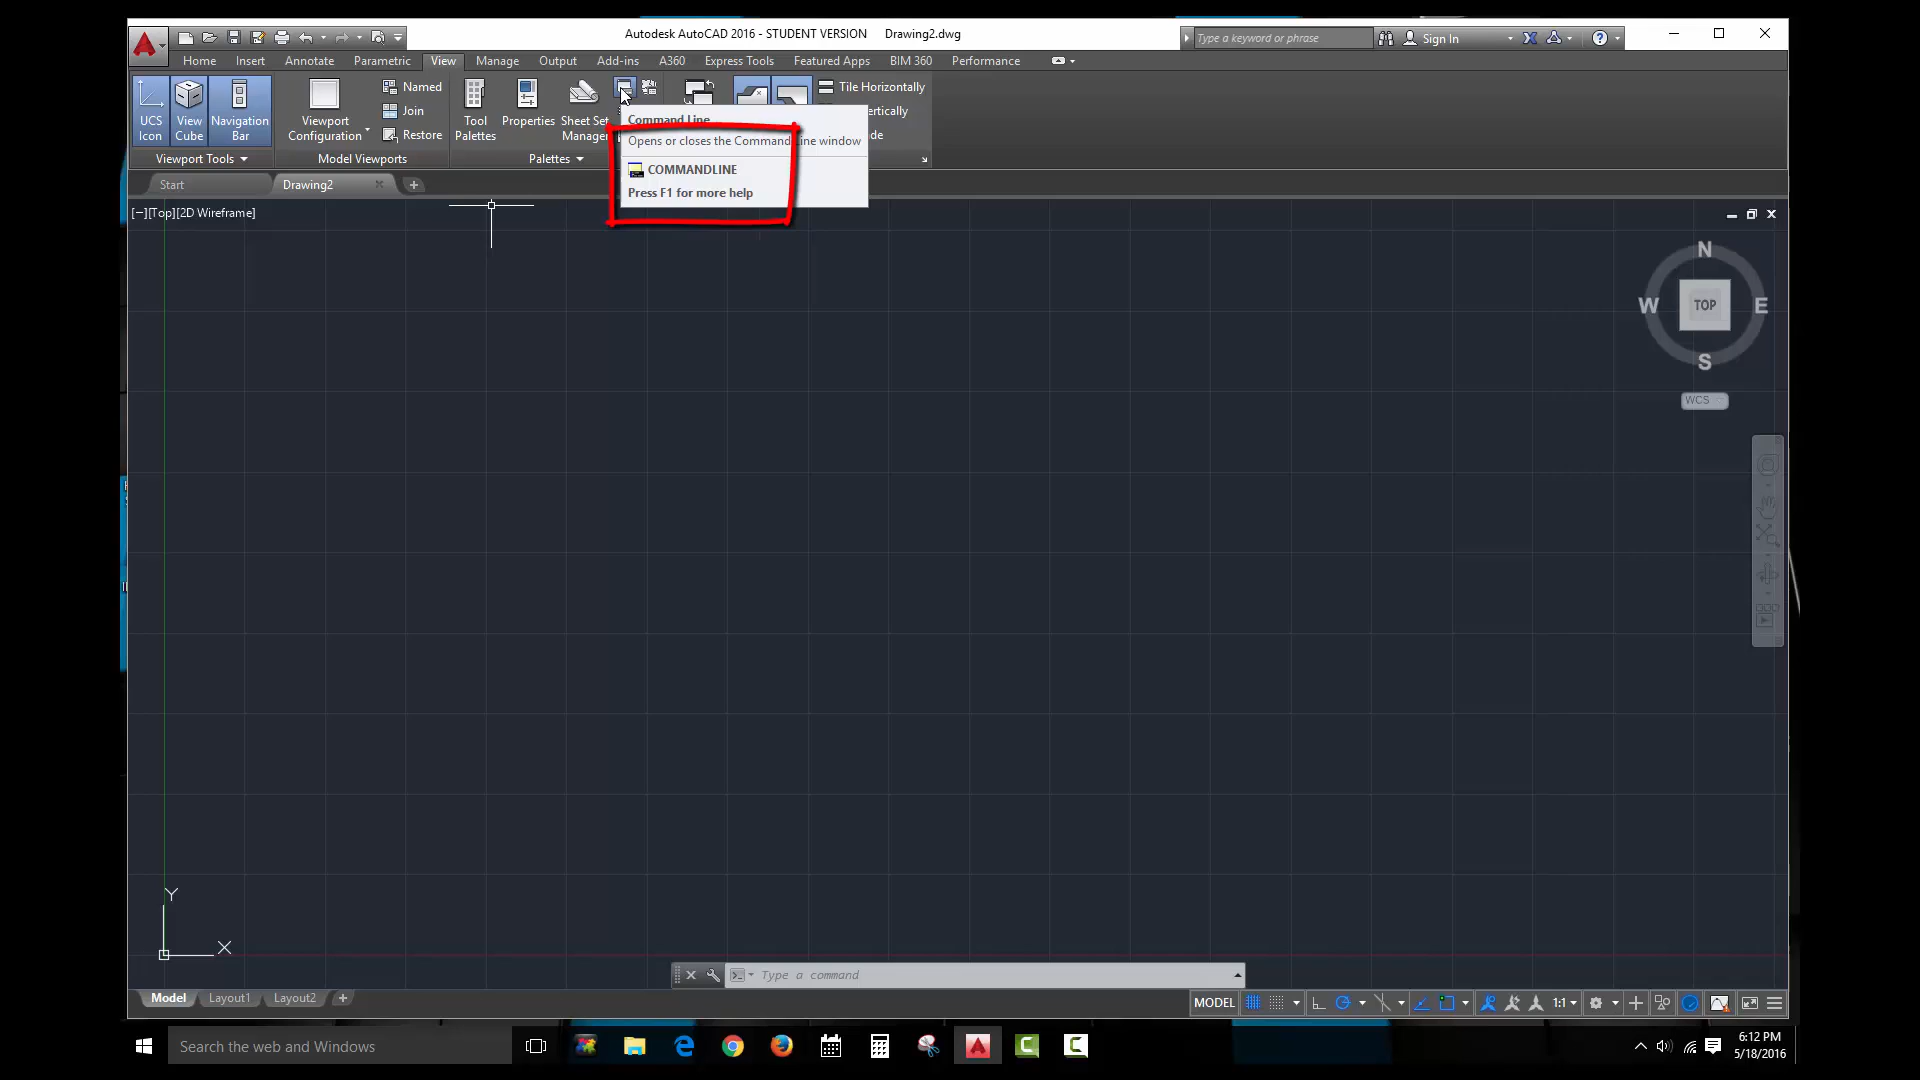 Autodesk AutoCAD 2016 - STUDENT VERSION Drawing2.dwg
Type a keyword or phrase
Sign In
Home Insert Annotate Parametric View Manage Output Add-ins A360 Express Tools Featured Apps BIM 360 Performance
UCS Icon
View Cube
Navigation Bar
Viewport Configuration
Named
Join
Restore
Tool Palettes
Properties
Sheet Set Manager
Tile Horizontally
Viewport Tools
Model Viewports
Palettes
Command Line
Opens or closes the Command Line window
COMMANDLINE
Press F1 for more help
Start Drawing2
[−][Top][2D Wireframe]
N
W TOP E
S
WCS
Y
X
Type a command
Model Layout1 Layout2
MODEL 1:1
Search the web and Windows
6:12 PM
5/18/2016